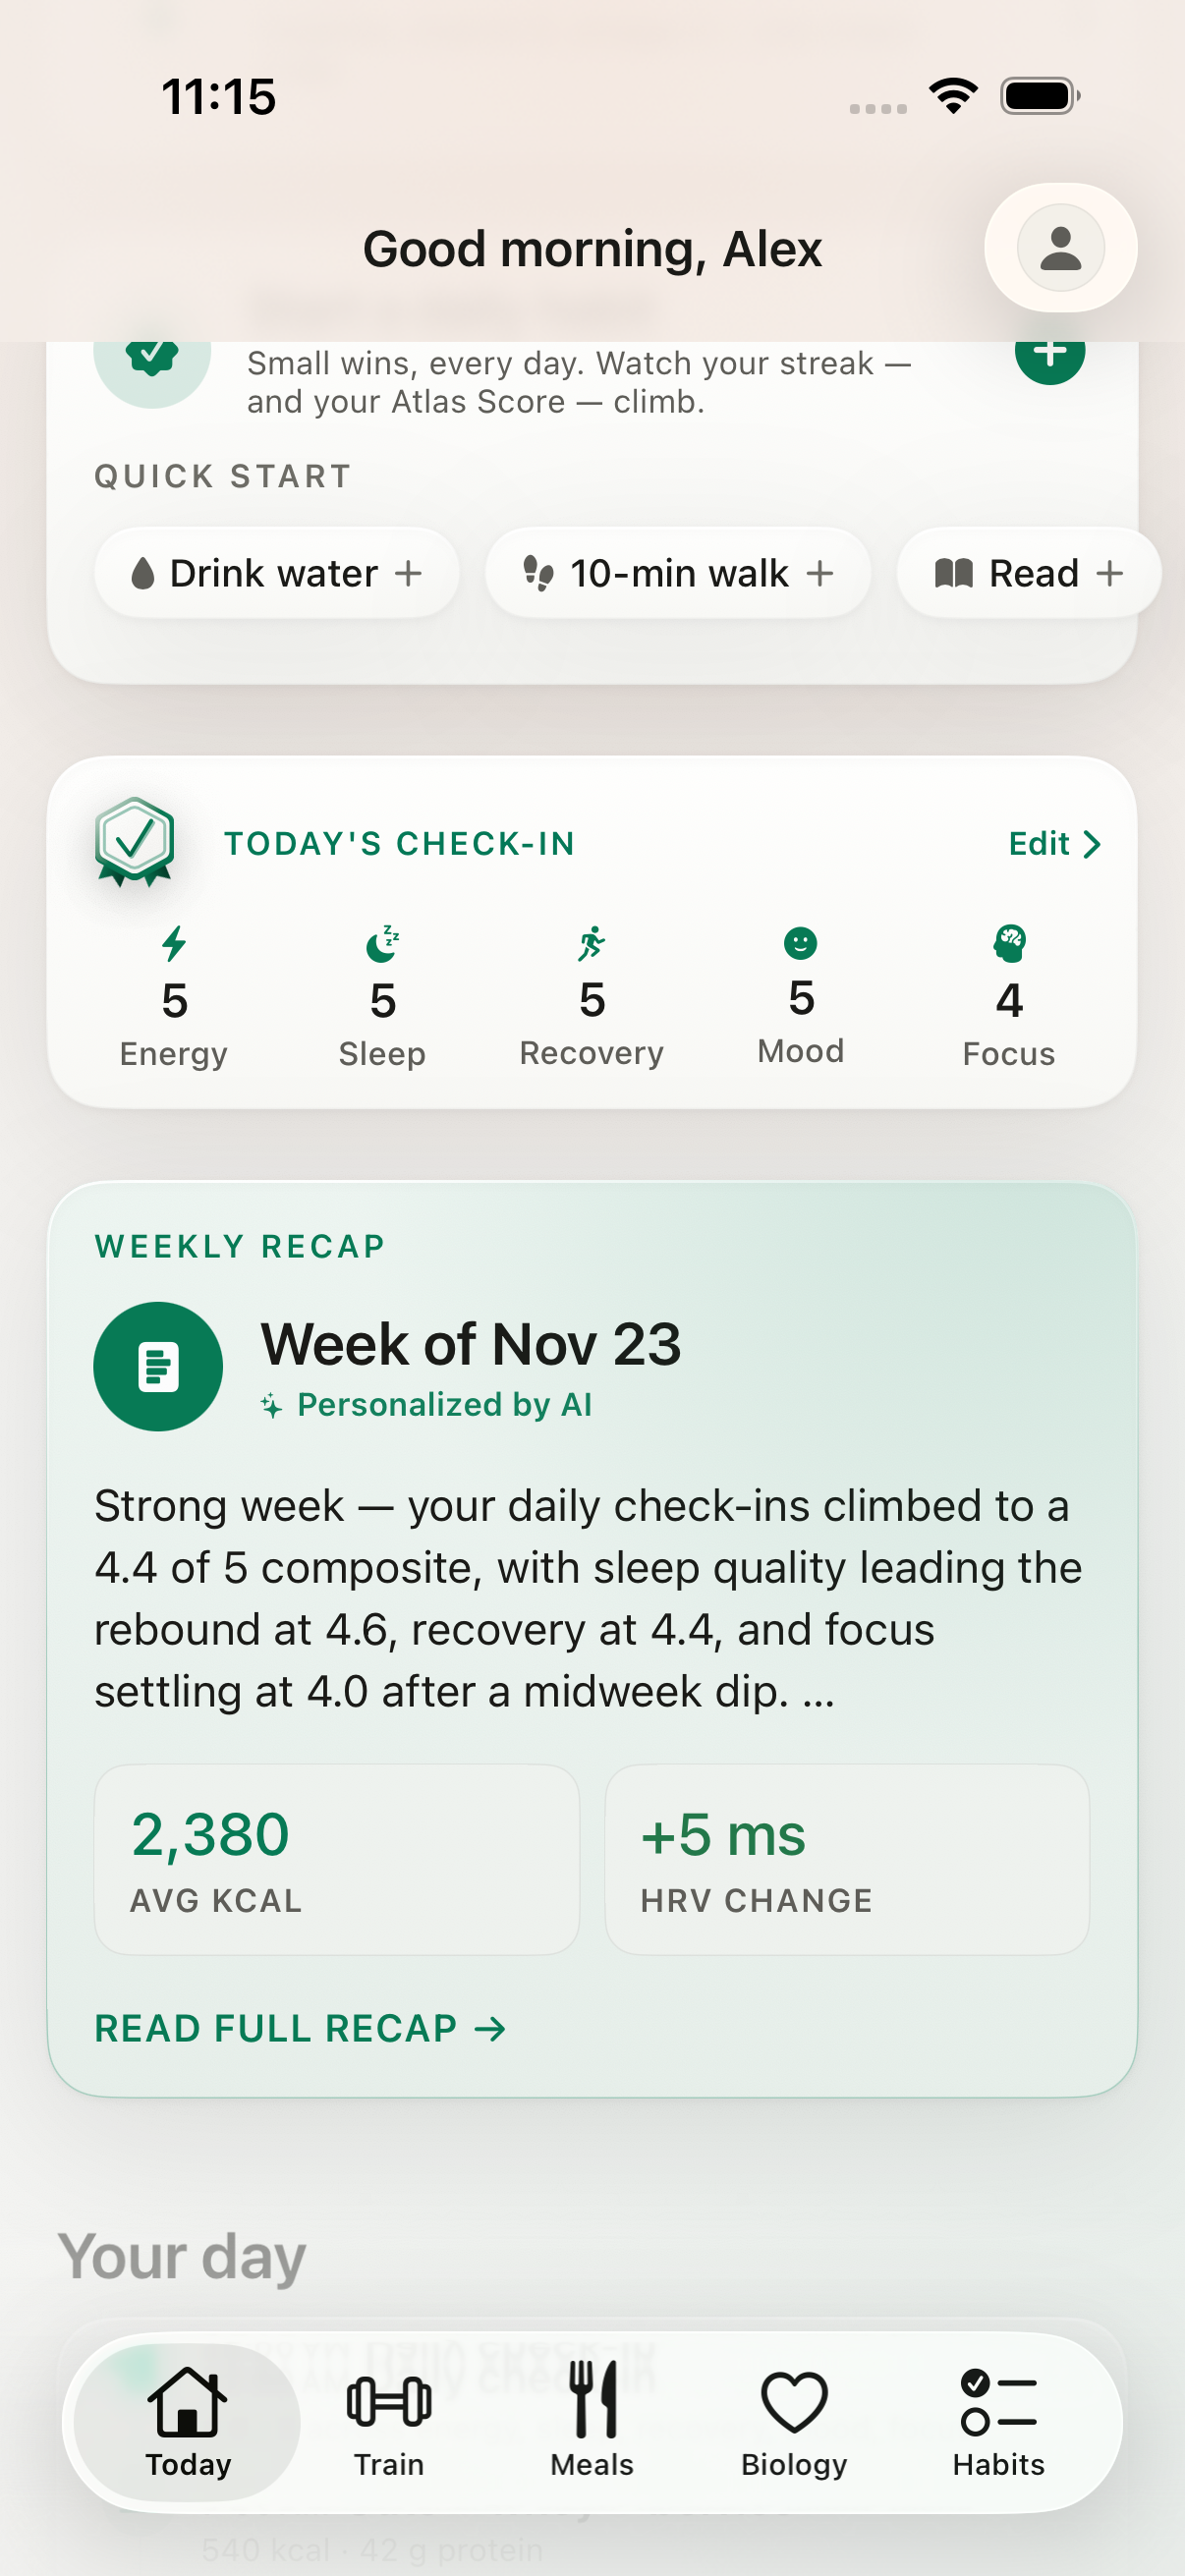 11:15
Good morning, Alex
Small wins, every day. Watch your streak —
and your Atlas Score — climb.
QUICK START
Drink water +
10-min walk +
Read +
TODAY'S CHECK-IN
Edit
5
5
5
5
4
Energy
Sleep
Recovery
Mood
Focus
WEEKLY RECAP
Week of Nov 23
Personalized by AI
Strong week — your daily check-ins climbed to a
4.4 of 5 composite, with sleep quality leading the
rebound at 4.6, recovery at 4.4, and focus
settling at 4.0 after a midweek dip. ...
2,380
AVG KCAL
+5 ms
HRV CHANGE
READ FULL RECAP →
Your day
Today
Train
Meals
Biology
Habits
540 kcal · 42 g protein